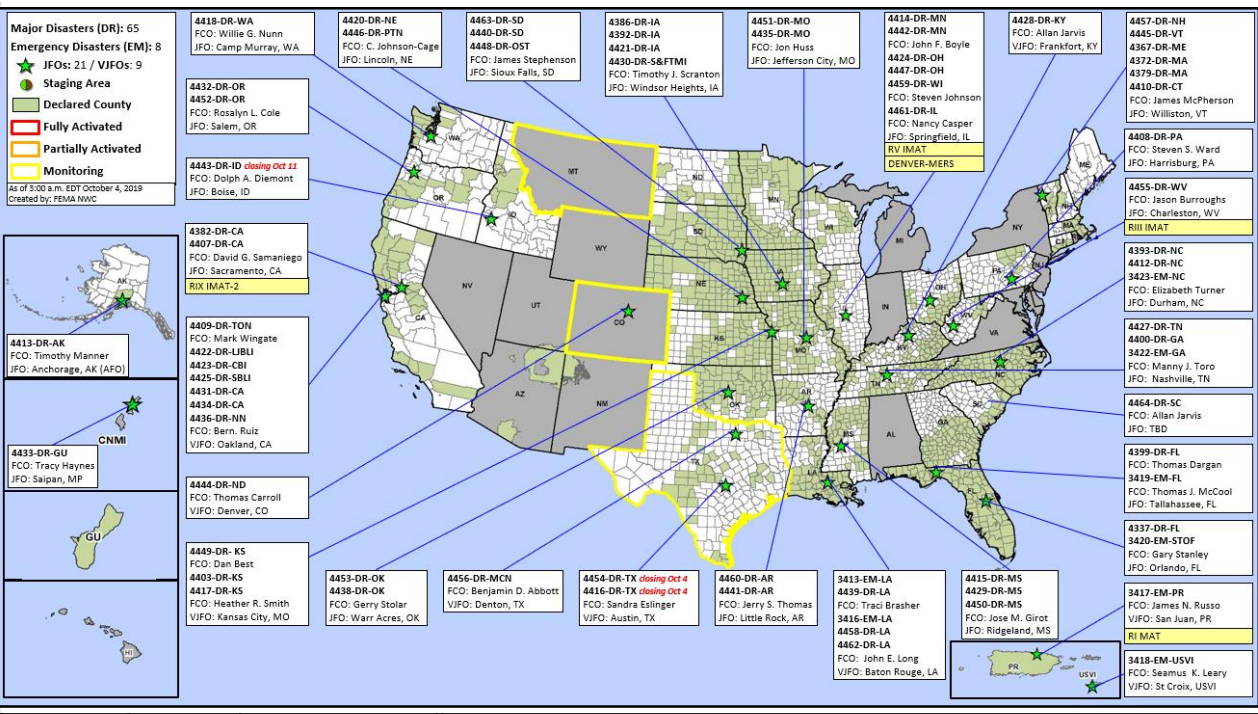 Major Disasters (DR): 65
Emergency Disasters (EM): 8
JFOs: 21 / VJFOs: 9
Staging Area
Declared County
Fully Activated
Partially Activated
Monitoring
As of 3:00 a.m. EDT October 4, 2019
Created by: FEMA NWC
4418-DR-WA
FCO: Willie G. Nunn
JFO: Camp Murray, WA
4420-DR-NE
4446-DR-PTN
FCO: C. Johnson-Cage
JFO: Lincoln, NE
4463-DR-SD
4440-DR-SD
4448-DR-OST
FCO: James Stephenson
JFO: Sioux Falls, SD
4386-DR-IA
4392-DR-IA
4421-DR-IA
4430-DR-S&FTMI
FCO: Timothy J. Scranton
JFO: Windsor Heights, IA
4451-DR-MO
4435-DR-MO
FCO: Jon Huss
JFO: Jefferson City, MO
4414-DR-MN
4442-DR-MN
FCO: John F. Boyle
4424-DR-OH
4447-DR-OH
4459-DR-WI
FCO: Steven Johnson
4461-DR-IL
FCO: Nancy Casper
JFO: Springfield, IL
RV IMAT
DENVER-MERS
4428-DR-KY
FCO: Allan Jarvis
VJFO: Frankfort, KY
4457-DR-NH
4445-DR-VT
4367-DR-ME
4372-DR-MA
4379-DR-MA
4410-DR-CT
FCO: James McPherson
JFO: Williston, VT
4432-DR-OR
4452-DR-OR
FCO: Rosalyn L. Cole
JFO: Salem, OR
4443-DR-ID closing Oct 11
FCO: Dolph A. Diemont
JFO: Boise, ID
4382-DR-CA
4407-DR-CA
FCO: David G. Samaniego
JFO: Sacramento, CA
RIX IMAT-2
4409-DR-TON
FCO: Mark Wingate
4422-DR-LJBLI
4423-DR-CBI
4425-DR-SBLI
4431-DR-CA
4434-DR-CA
4436-DR-NN
FCO: Bern. Ruiz
VJFO: Oakland, CA
4444-DR-ND
FCO: Thomas Carroll
VJFO: Denver, CO
4449-DR- KS
FCO: Dan Best
4403-DR-KS
4417-DR-KS
FCO: Heather R. Smith
VJFO: Kansas City, MO
4453-DR-OK
4438-DR-OK
FCO: Gerry Stolar
JFO: Warr Acres, OK
4456-DR-MCN
FCO: Benjamin D. Abbott
VJFO: Denton, TX
4454-DR-TX closing Oct 4
4416-DR-TX closing Oct 4
FCO: Sandra Eslinger
VJFO: Austin, TX
4460-DR-AR
4441-DR-AR
FCO: Jerry S. Thomas
JFO: Little Rock, AR
3413-EM-LA
4439-DR-LA
FCO: Traci Brasher
3416-EM-LA
4458-DR-LA
4462-DR-LA
FCO: John E. Long
VJFO: Baton Rouge, LA
4415-DR-MS
4429-DR-MS
4450-DR-MS
FCO: Jose M. Girot
JFO: Ridgeland, MS
4408-DR-PA
FCO: Steven S. Ward
JFO: Harrisburg, PA
4455-DR-WV
FCO: Jason Burroughs
JFO: Charleston, WV
RIII IMAT
4393-DR-NC
4412-DR-NC
3423-EM-NC
FCO: Elizabeth Turner
JFO: Durham, NC
4427-DR-TN
4400-DR-GA
3422-EM-GA
FCO: Manny J. Toro
JFO: Nashville, TN
4464-DR-SC
FCO: Allan Jarvis
JFO: TBD
4399-DR-FL
FCO: Thomas Dargan
3419-EM-FL
FCO: Thomas J. McCool
JFO: Tallahassee, FL
4337-DR-FL
3420-EM-STOF
FCO: Gary Stanley
JFO: Orlando, FL
3417-EM-PR
FCO: James N. Russo
VJFO: San Juan, PR
RI MAT
3418-EM-USVI
FCO: Seamus K. Leary
VJFO: St Croix, USVI
AK
4413-DR-AK
FCO: Timothy Manner
JFO: Anchorage, AK (AFO)
CNMI
4433-DR-GU
FCO: Tracy Haynes
JFO: Saipan, MP
GU
HI
WA
MT
ND
MN
ME
OR
ID
WY
SD
WI
MI
NY
NH
MA
CT
NV
UT
CO
NE
IA
IN
OH
PA
NJ
CA
KS
MO
KY
WV
VA
AZ
NM
OK
AR
TN
NC
SC
TX
LA
MS
AL
GA
FL
PR
USVI